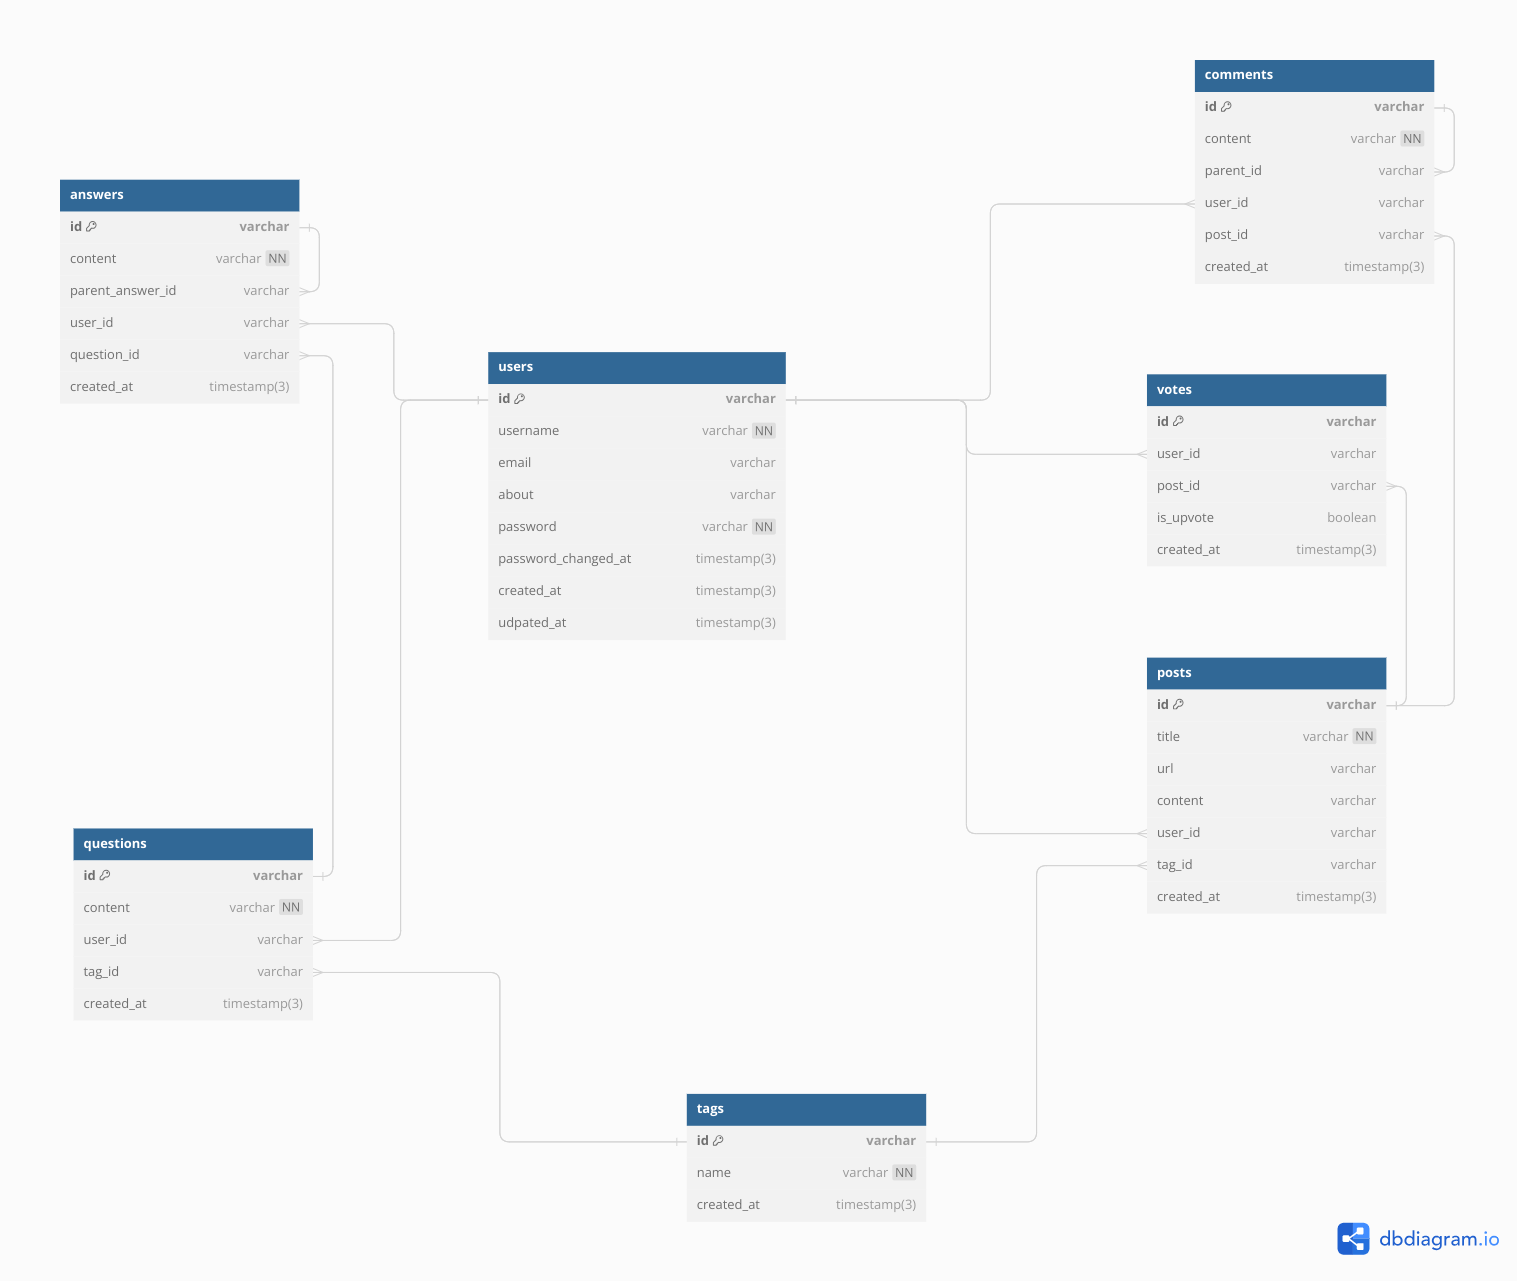 comments
id varchar
content varchar NN
parent_id varchar
user_id varchar
post_id varchar
created_at timestamp(3)
answers
id varchar
content varchar NN
parent_answer_id varchar
user_id varchar
question_id varchar
created_at timestamp(3)
users
id varchar
username varchar NN
email varchar
about varchar
password varchar NN
password_changed_at timestamp(3)
created_at timestamp(3)
udpated_at timestamp(3)
votes
id varchar
user_id varchar
post_id varchar
is_upvote boolean
created_at timestamp(3)
posts
id varchar
title varchar NN
url varchar
content varchar
user_id varchar
tag_id varchar
created_at timestamp(3)
questions
id varchar
content varchar NN
user_id varchar
tag_id varchar
created_at timestamp(3)
tags
id varchar
name varchar NN
created_at timestamp(3)
dbdiagram.io